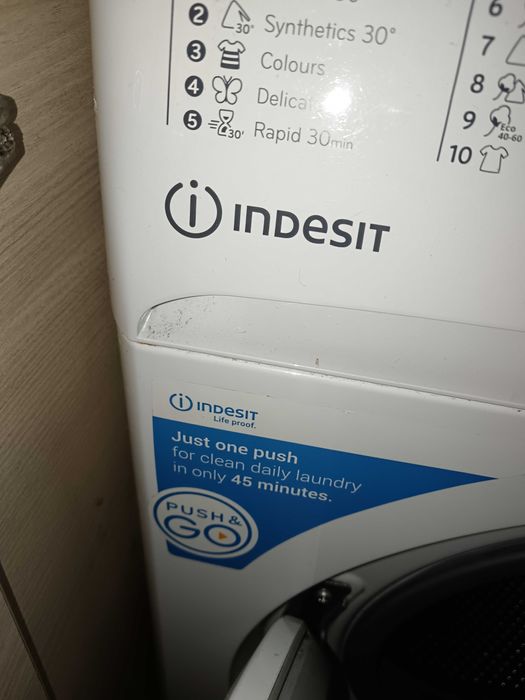 2 30° Synthetics 30°
3 Colours
4 Delicat
5 30' Rapid 30min
6
7
8
9 Eco 40-60
10
INDESIT
INDESIT
Life proof.
Just one push
for clean daily laundry
in only 45 minutes.
PUSH &
GO